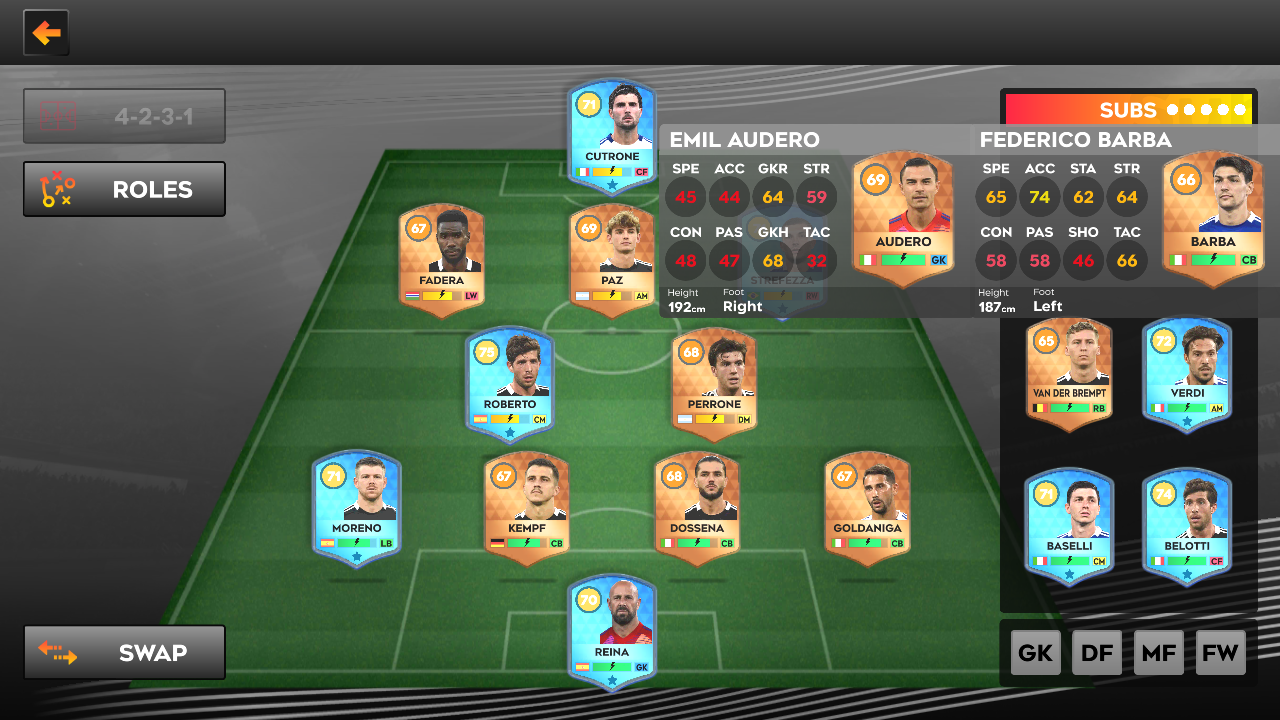 4-2-3-1
ROLES
SWAP
71
CUTRONE
CF
67
FADERA
LW
69
PAZ
AM
STREFEZZA
RW
75
ROBERTO
CM
68
PERRONE
DM
71
MORENO
LB
67
KEMPF
CB
68
DOSSENA
CB
67
GOLDANIGA
CB
70
REINA
GK
SUBS
EMIL AUDERO
SPE ACC GKR STR
45 44 64 59
CON PAS GKH TAC
48 47 68 32
Height Foot
192cm Right
69
AUDERO
GK
FEDERICO BARBA
SPE ACC STA STR
65 74 62 64
CON PAS SHO TAC
58 58 46 66
Height Foot
187cm Left
66
BARBA
CB
65
VAN DER BREMPT
RB
72
VERDI
AM
71
BASELLI
CM
74
BELOTTI
CF
GK DF MF FW